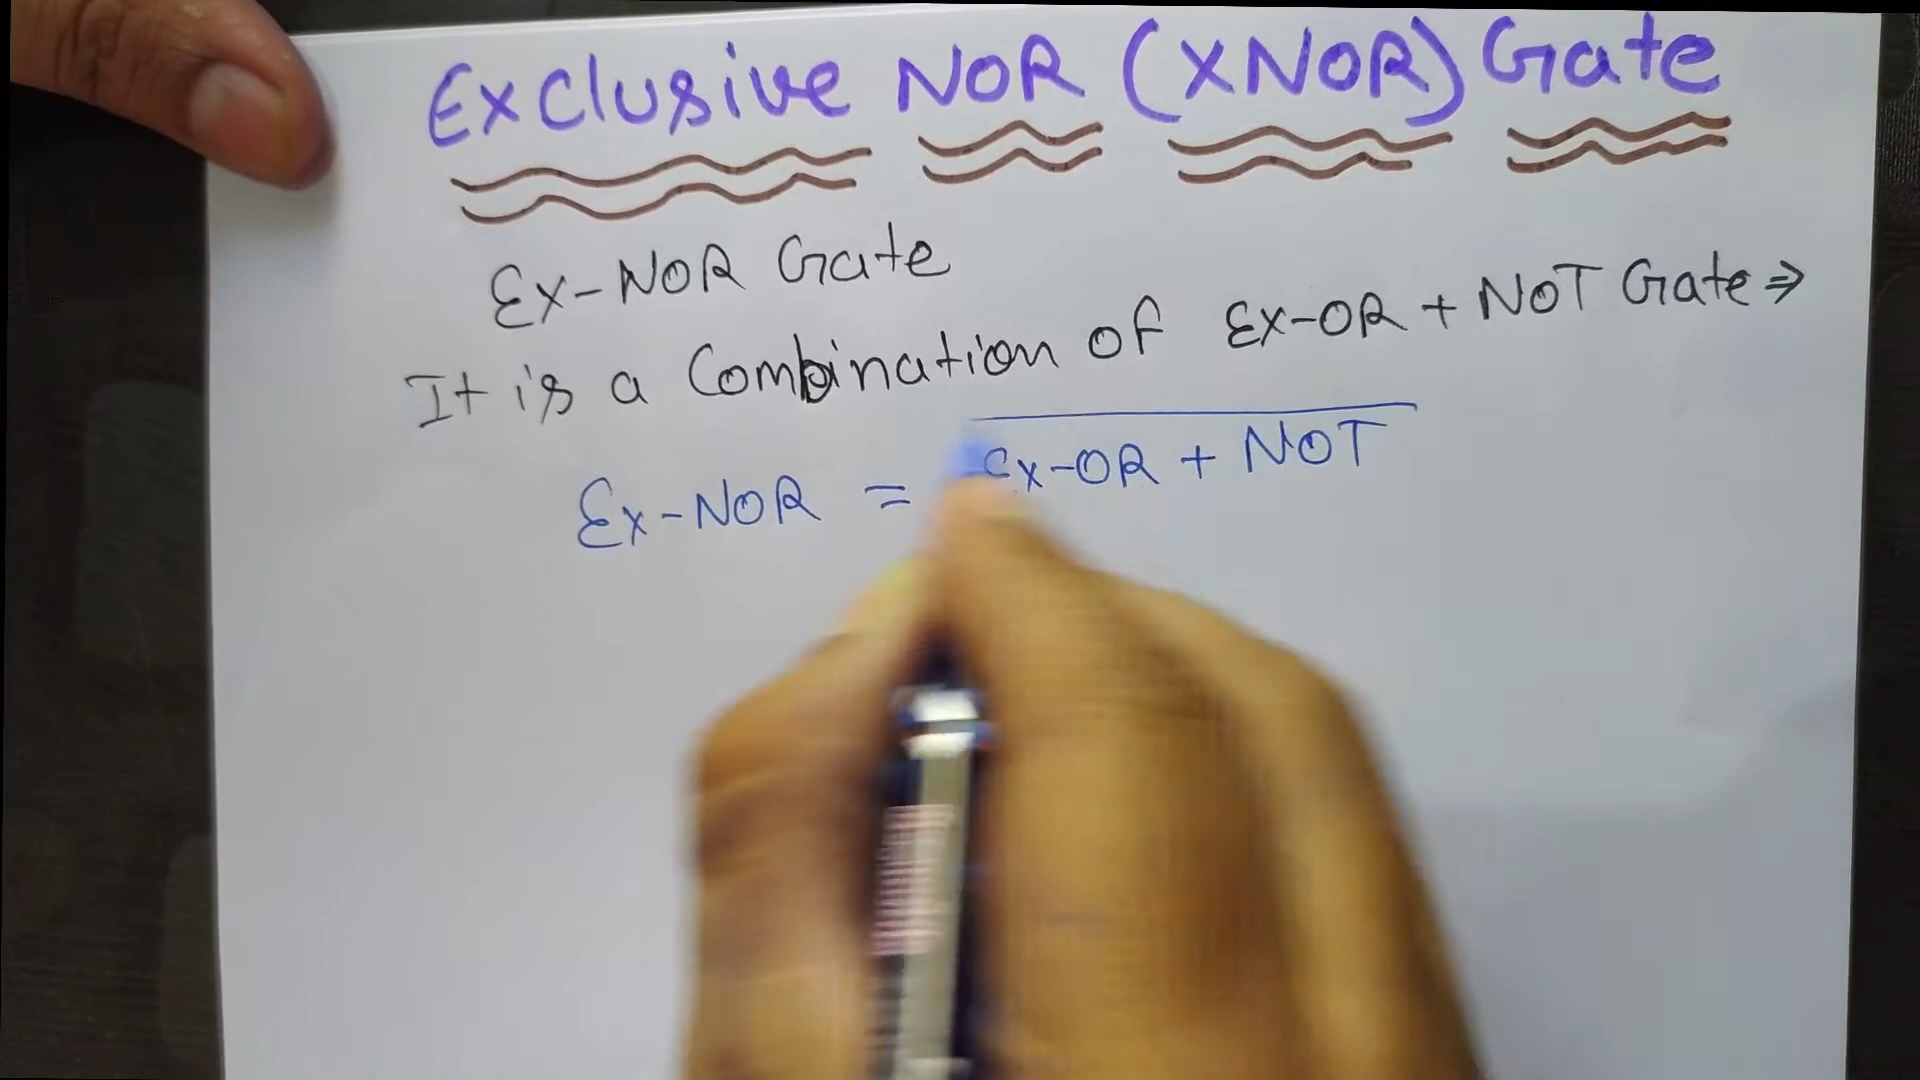 Exclusive NOR (XNOR) Gate
Ex-NOR Gate
It is a Combination of Ex-OR + NOT Gate ⇒
Ex-NOR = Ex-OR + NOT